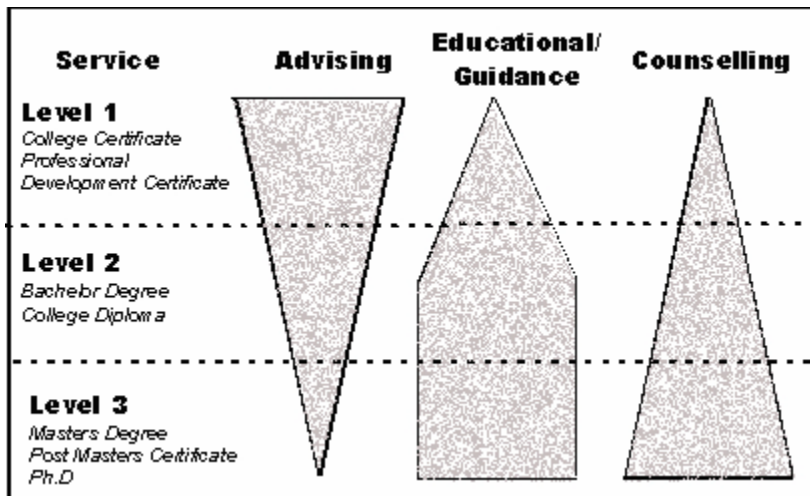 Service
Advising
Educational/
Guidance
Counselling
Level 1
College Certificate
Professional
Development Certificate
Level 2
Bachelor Degree
College Diploma
Level 3
Masters Degree
Post Masters Certificate
Ph.D